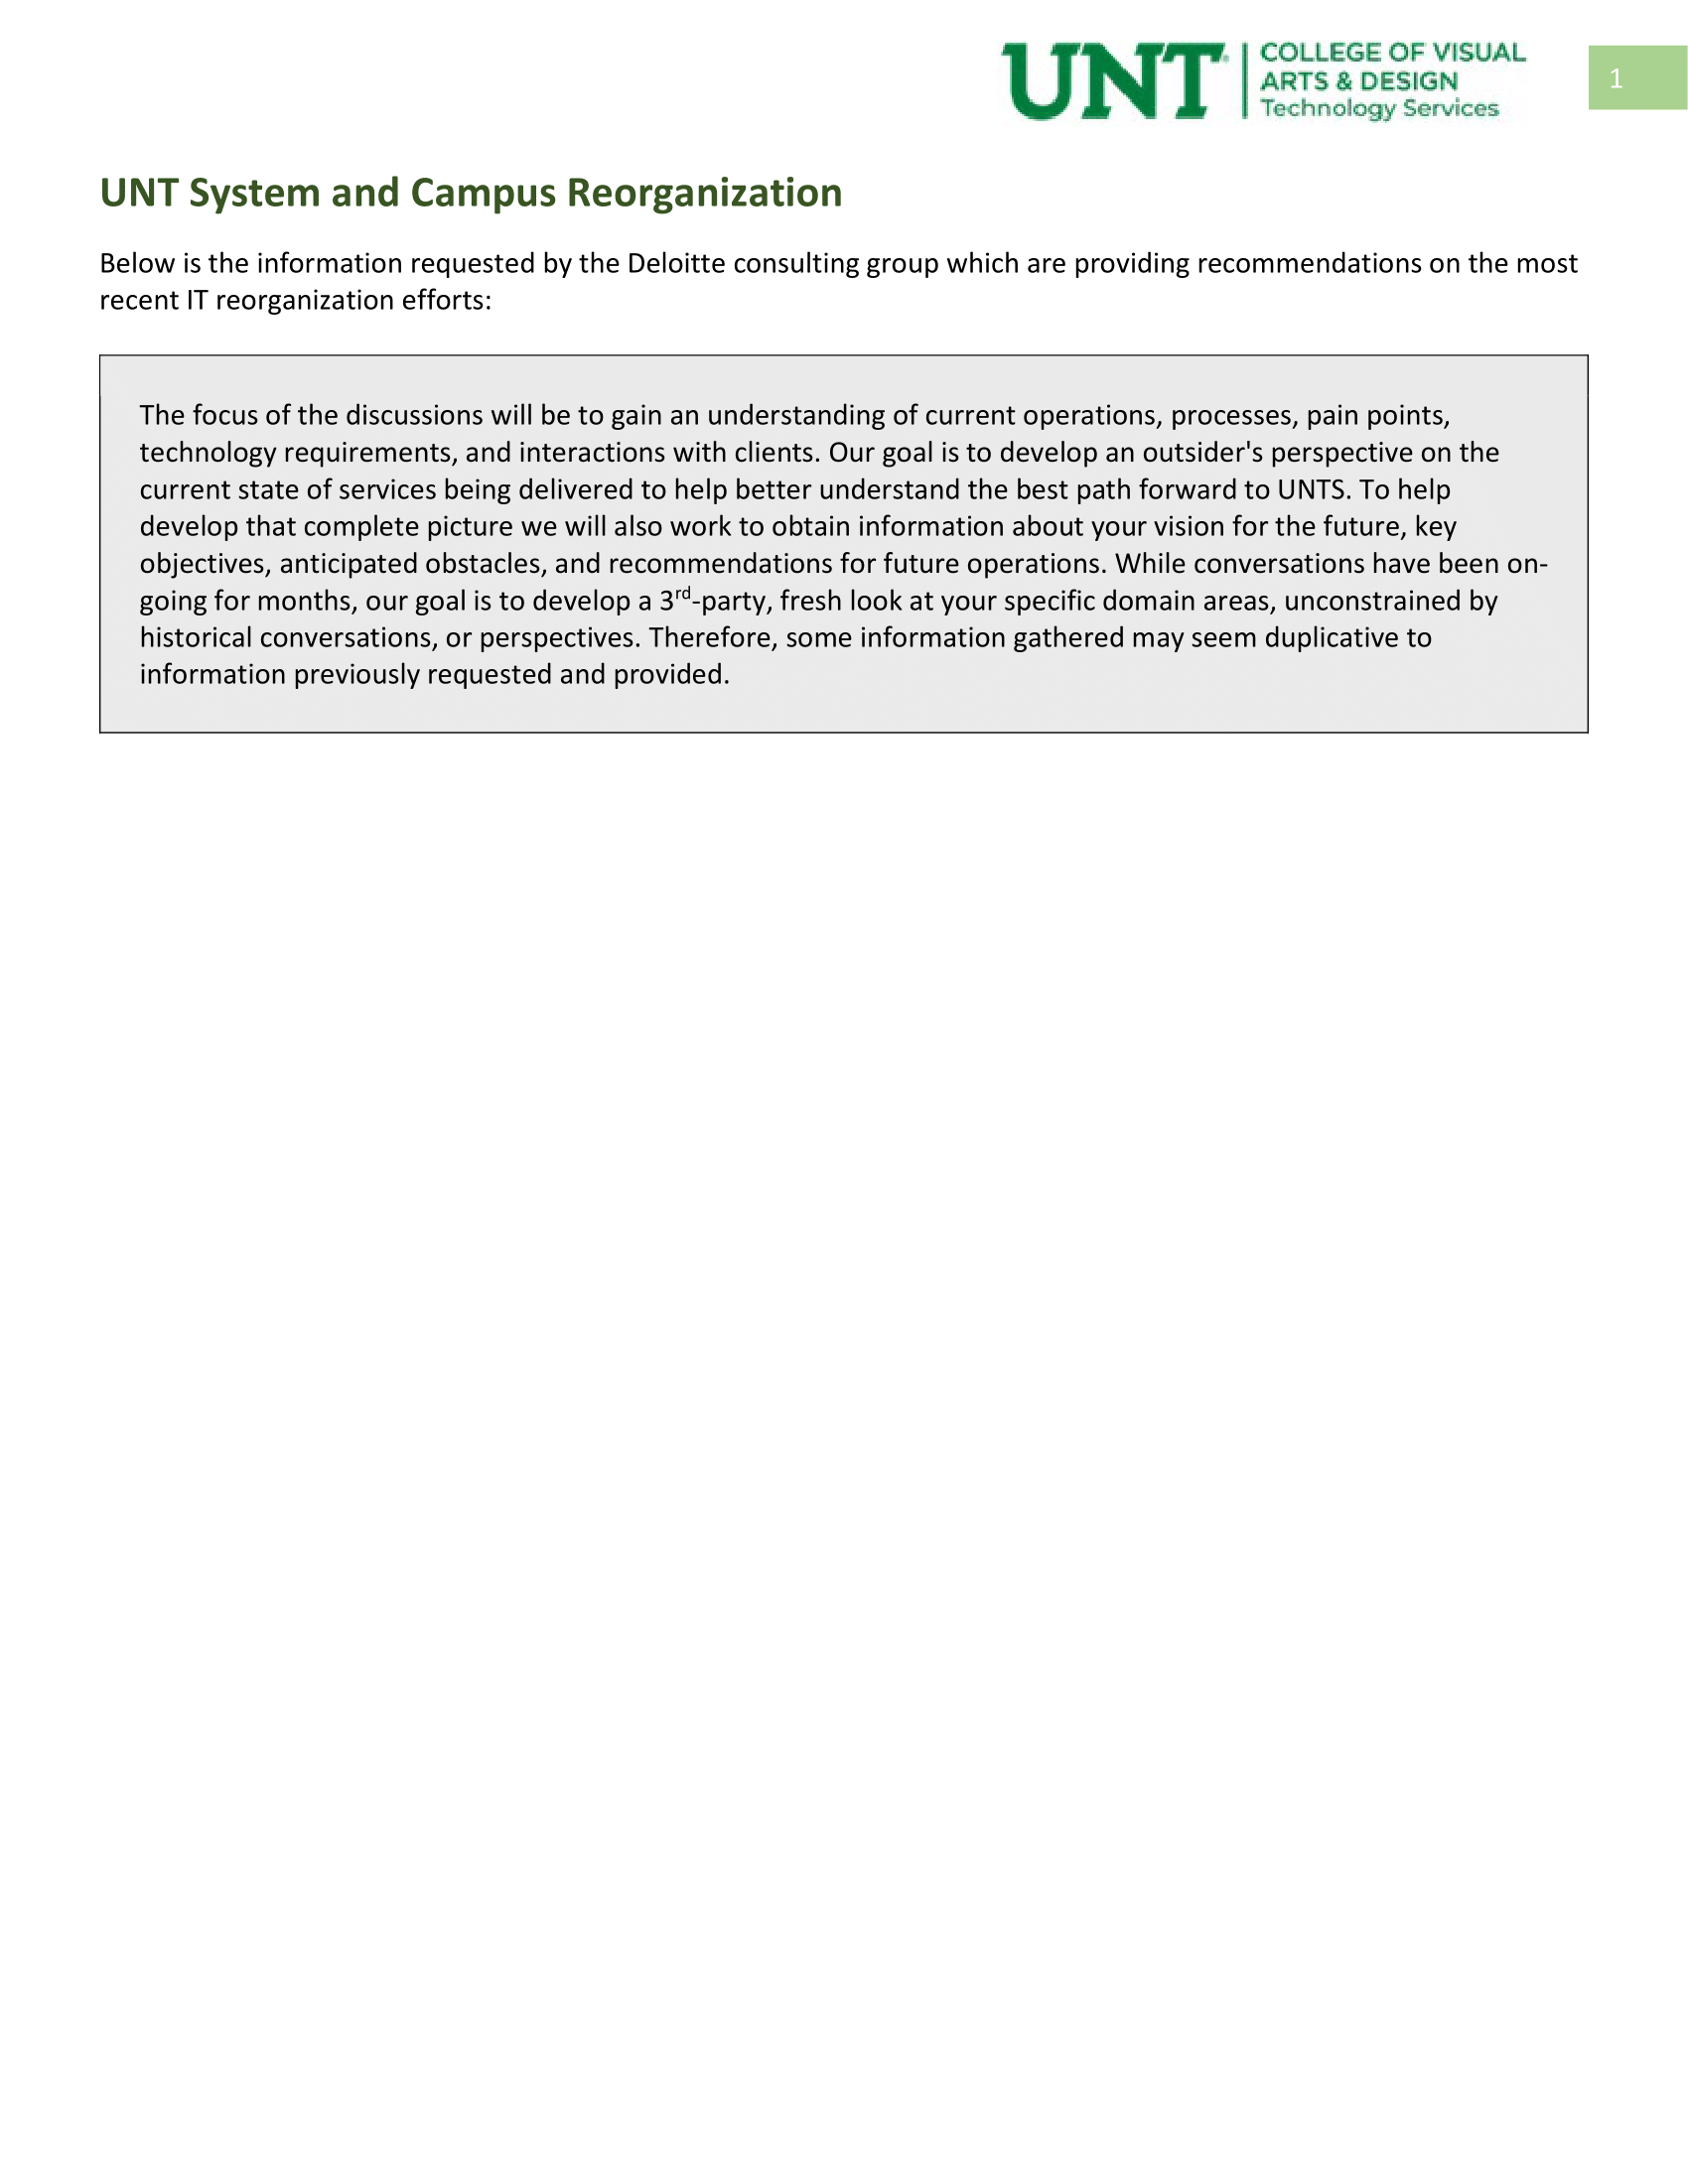 UNT
COLLEGE OF VISUAL
ARTS & DESIGN
Technology Services
1
UNT System and Campus Reorganization
Below is the information requested by the Deloitte consulting group which are providing recommendations on the most
recent IT reorganization efforts:
The focus of the discussions will be to gain an understanding of current operations, processes, pain points,
technology requirements, and interactions with clients. Our goal is to develop an outsider's perspective on the
current state of services being delivered to help better understand the best path forward to UNTS. To help
develop that complete picture we will also work to obtain information about your vision for the future, key
objectives, anticipated obstacles, and recommendations for future operations. While conversations have been on-
going for months, our goal is to develop a 3rd-party, fresh look at your specific domain areas, unconstrained by
historical conversations, or perspectives. Therefore, some information gathered may seem duplicative to
information previously requested and provided.